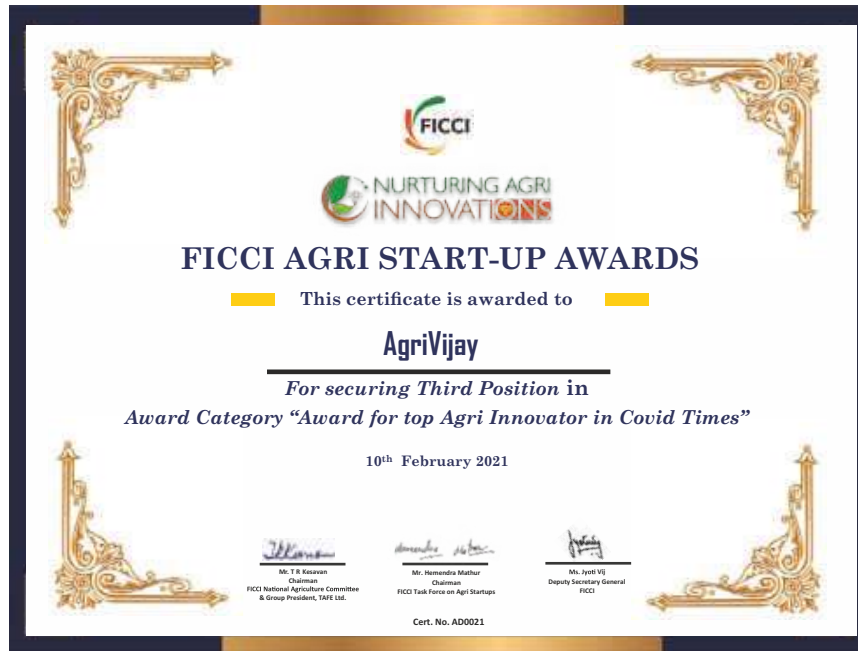 FICCI
NURTURING AGRI
INNOVATIONS
FICCI AGRI START-UP AWARDS
This certificate is awarded to
AgriVijay
For securing Third Position in
Award Category “Award for top Agri Innovator in Covid Times”
10th February 2021
Mr. T R Kesavan
Chairman
FICCI National Agriculture Committee
& Group President, TAFE Ltd.
Mr. Hemendra Mathur
Chairman
FICCI Task Force on Agri Startups
Ms. Jyoti Vij
Deputy Secretary General
FICCI
Cert. No. AD0021